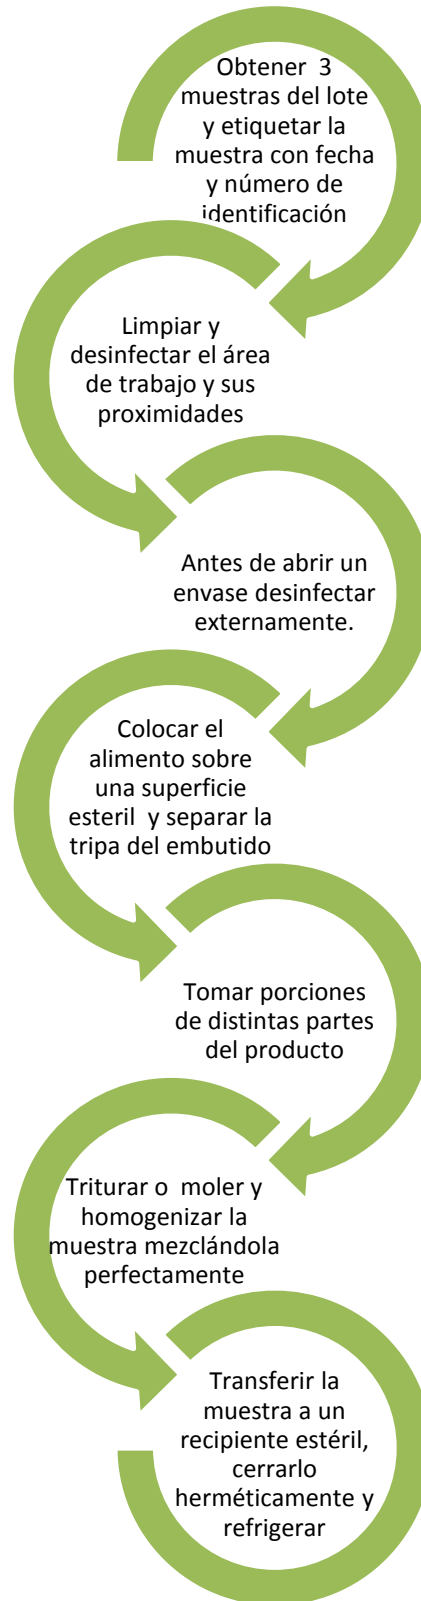 Obtener 3
muestras del lote
y etiquetar la
muestra con fecha
y número de
identificación
Limpiar y
desinfectar el área
de trabajo y sus
proximidades
Antes de abrir un
envase desinfectar
externamente.
Colocar el
alimento sobre
una superficie
esteril y separar la
tripa del embutido
Tomar porciones
de distintas partes
del producto
Triturar o moler y
homogenizar la
muestra mezclándola
perfectamente
Transferir la
muestra a un
recipiente estéril,
cerrarlo
herméticamente y
refrigerar